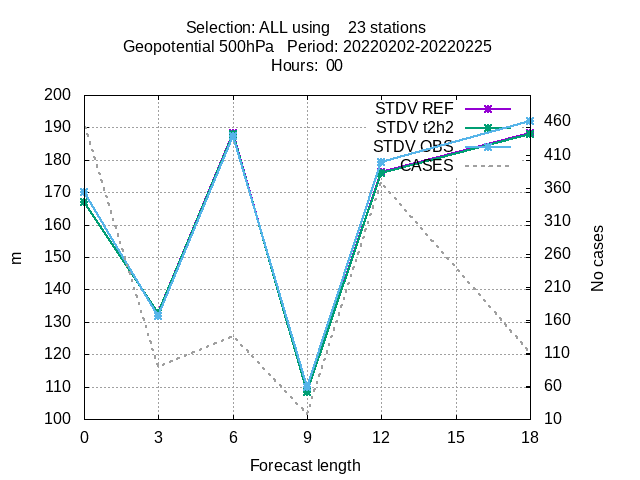 Selection: ALL using 23 stations
Geopotential 500hPa Period: 20220202-20220225
Hours: 00
STDV REF
STDV t2h2
STDV OBS
CASES
200
190
180
170
160
150
140
130
120
110
100
m
460
410
360
310
260
210
160
110
60
10
No cases
0 3 6 9 12 15 18
Forecast length